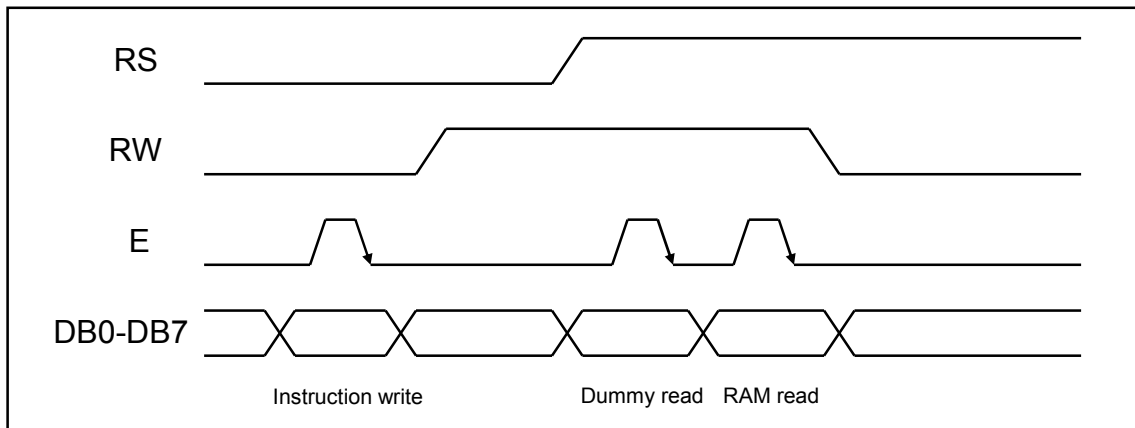 RS
RW
E
DB0-DB7
Instruction write
Dummy read
RAM read